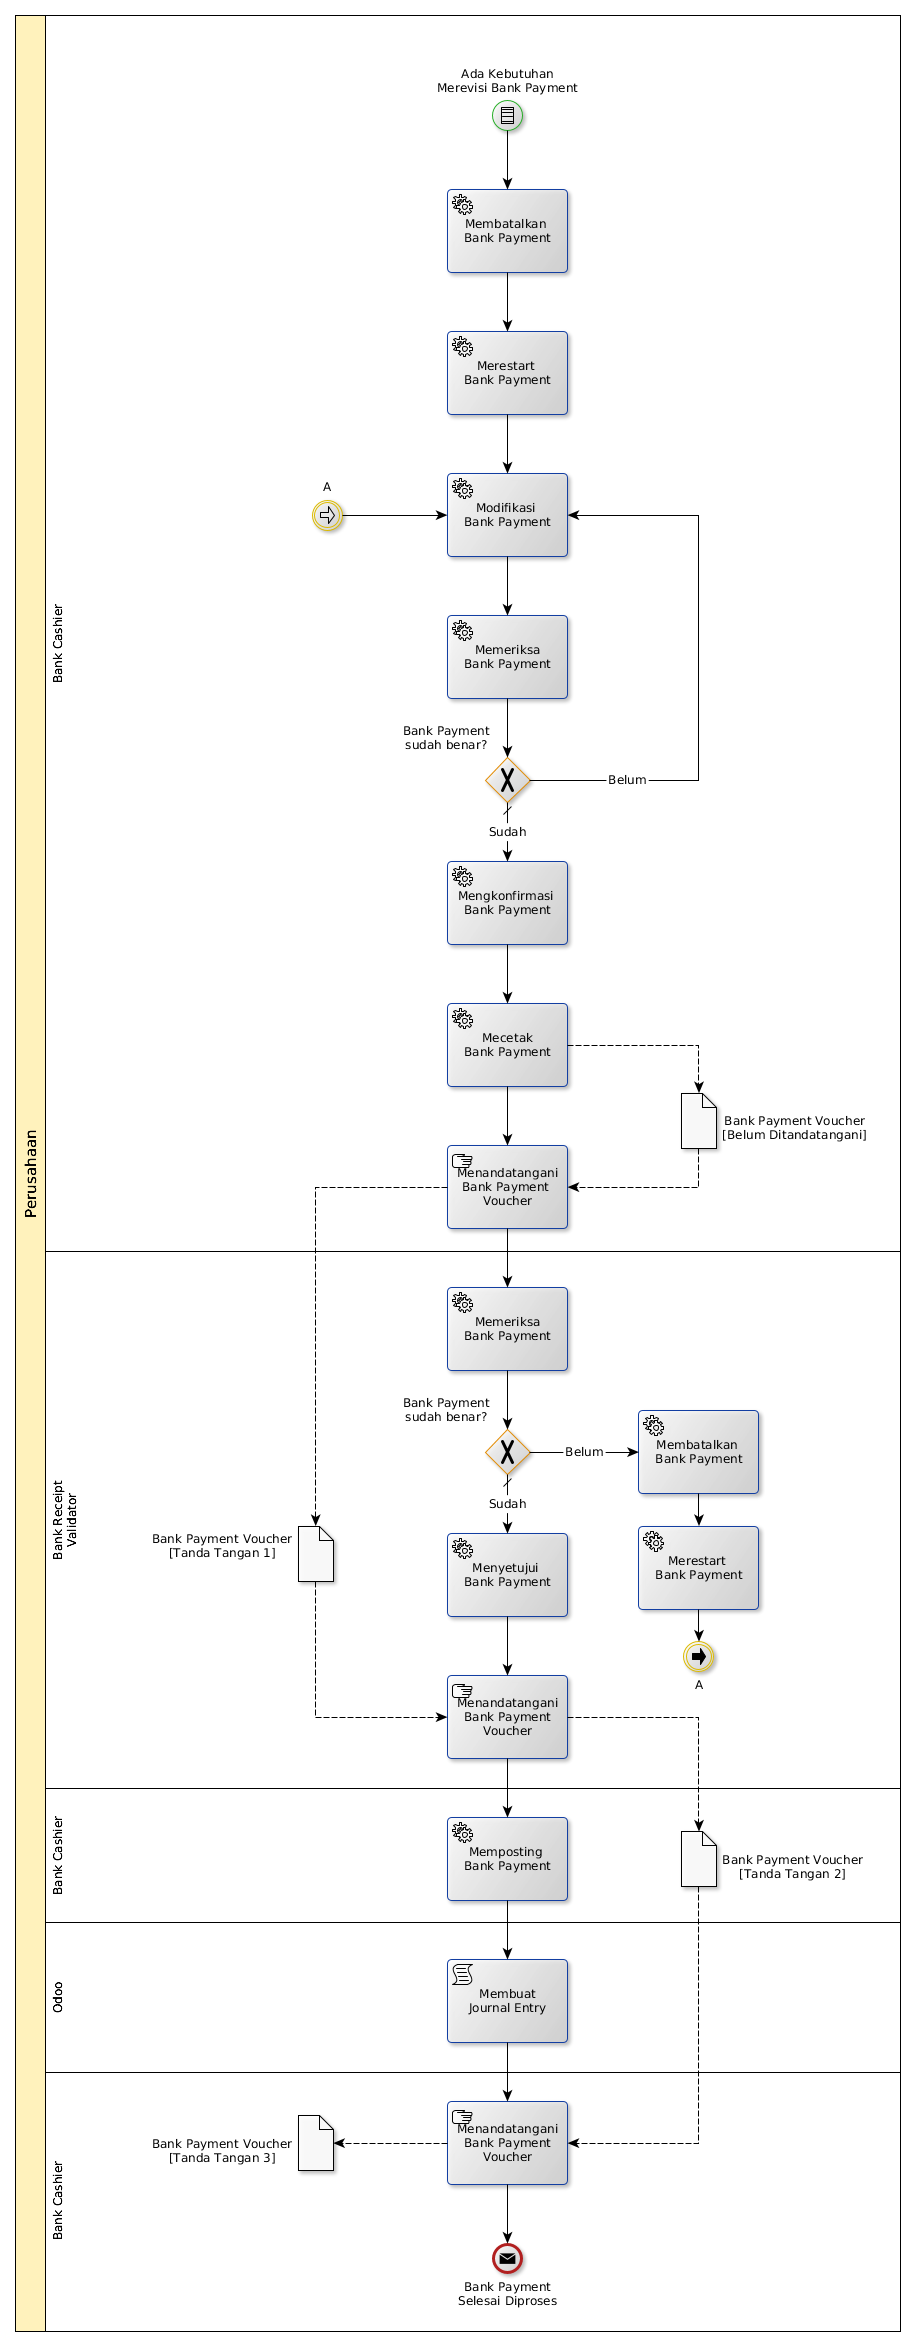 Perusahaan
Bank Cashier
Ada Kebutuhan
Merevisi Bank Payment
Membatalkan
Bank Payment
Merestart
Bank Payment
A
Modifikasi
Bank Payment
Memeriksa
Bank Payment
Bank Payment
sudah benar?
Belum
Sudah
Mengkonfirmasi
Bank Payment
Mecetak
Bank Payment
Bank Payment Voucher
[Belum Ditandatangani]
Menandatangani
Bank Payment
Voucher
Bank Receipt
Validator
Memeriksa
Bank Payment
Bank Payment
sudah benar?
Belum
Membatalkan
Bank Payment
Sudah
Bank Payment Voucher
[Tanda Tangan 1]
Menyetujui
Bank Payment
Merestart
Bank Payment
A
Menandatangani
Bank Payment
Voucher
Bank Cashier
Memposting
Bank Payment
Bank Payment Voucher
[Tanda Tangan 2]
Odoo
Membuat
Journal Entry
Bank Cashier
Menandatangani
Bank Payment
Voucher
Bank Payment Voucher
[Tanda Tangan 3]
Bank Payment
Selesai Diproses